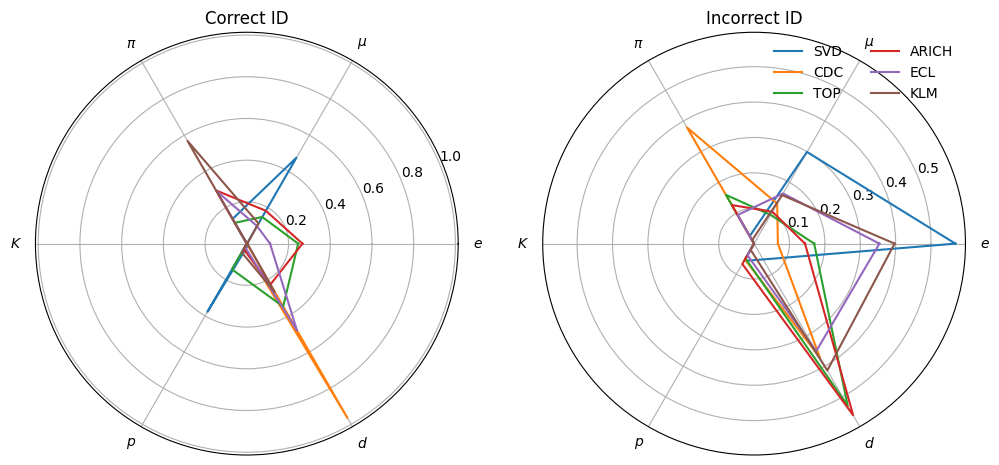 Correct ID
π
μ
K
e
p
d
0.2
0.4
0.6
0.8
1.0
Incorrect ID
π
μ
K
e
p
d
0.1
0.2
0.3
0.4
0.5
SVD
CDC
TOP
ARICH
ECL
KLM